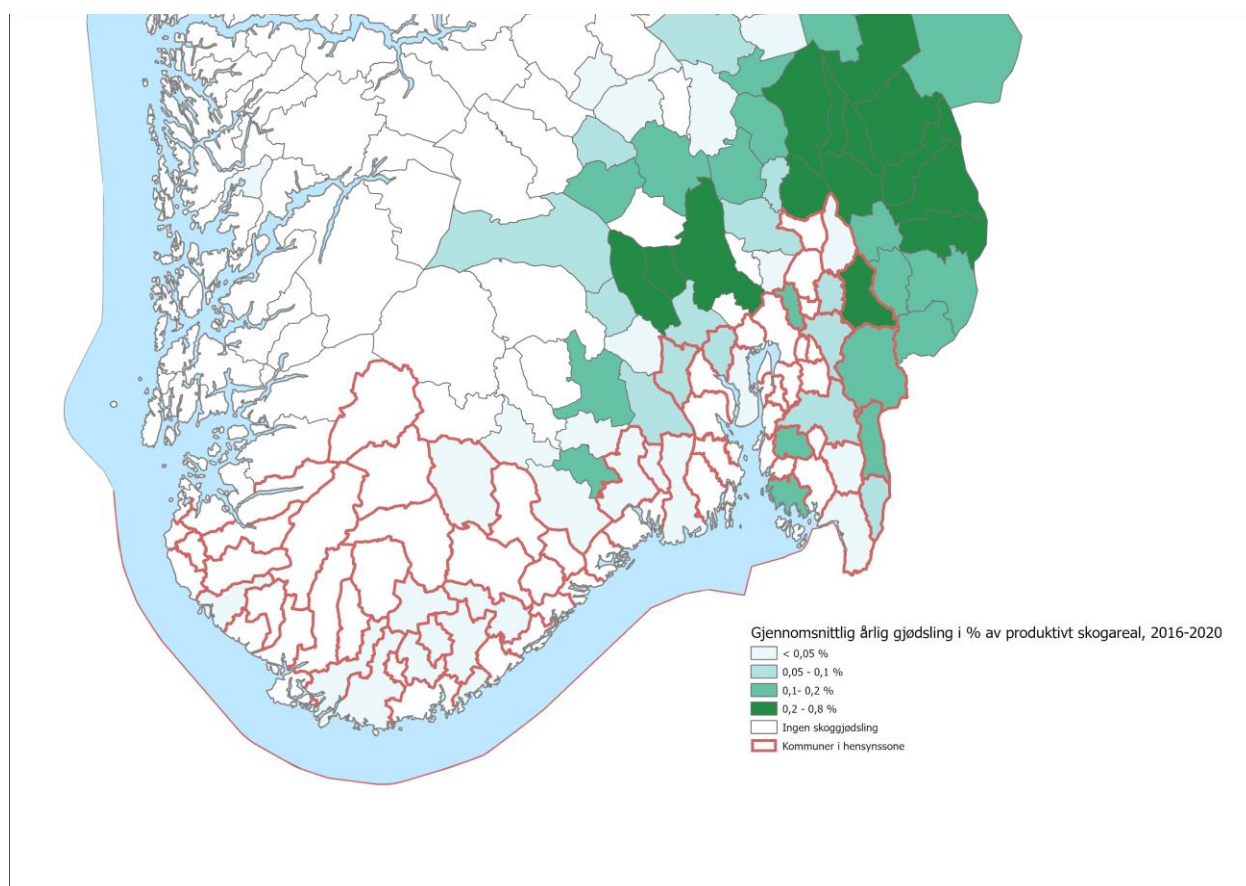 Gjennomsnittlig årlig gjødsling i % av produktivt skogareal, 2016-2020
< 0,05 %
0,05 - 0,1 %
0,1- 0,2 %
0,2 - 0,8 %
Ingen skoggjødsling
Kommuner i hensynssone